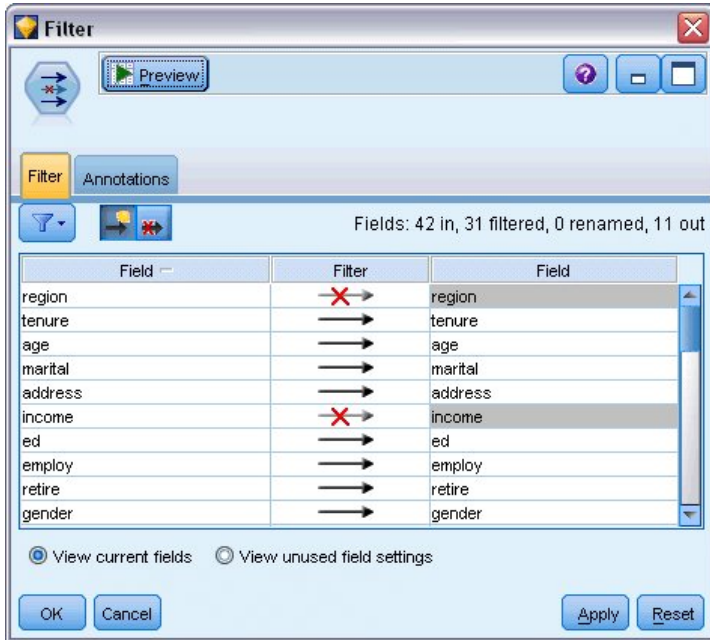 Filter
Preview
Filter Annotations
Fields: 42 in, 31 filtered, 0 renamed, 11 out
Field Filter Field
region region
tenure tenure
age age
marital marital
address address
income income
ed ed
employ employ
retire retire
gender gender
View current fields View unused field settings
OK Cancel Apply Reset